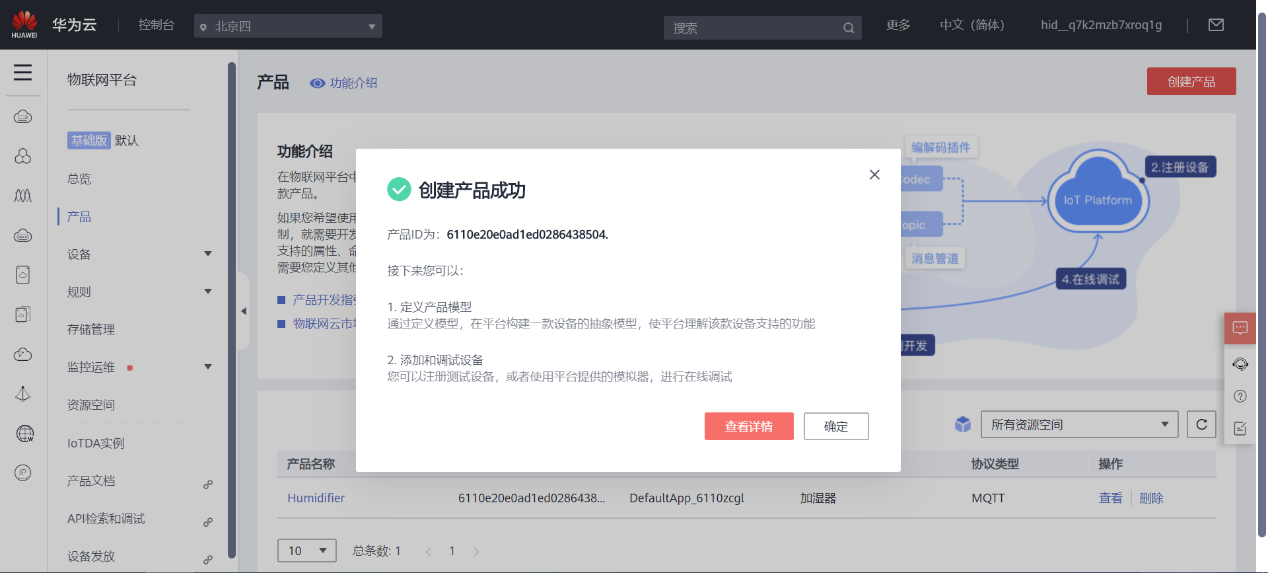 HUAWEI
华为云
控制台
北京四
搜索
更多
中文（简体）
hid__q7k2mzb7xroq1g
物联网平台
基础版 默认
总览
产品
设备
规则
存储管理
监控运维
资源空间
IoTDA实例
产品文档
API检索和调试
设备发放
产品
功能介绍
创建产品
功能介绍
在物联网平台中
款产品。
如果您希望使用
制，就需要开发
支持的属性、命
需要您定义其他
产品开发指引
物联网云市场
编解码插件
Codec
Topic
消息管道
IoT Platform
2.注册设备
4.在线调试
开发
创建产品成功
产品ID为：6110e20e0ad1ed0286438504.
接下来您可以：
1. 定义产品模型
通过定义模型，在平台构建一款设备的抽象模型，使平台理解该款设备支持的功能
2. 添加和调试设备
您可以注册测试设备，或者使用平台提供的模拟器，进行在线调试
查看详情
确定
所有资源空间
产品名称
协议类型
操作
Humidifier
6110e20e0ad1ed0286438...
DefaultApp_6110zcgl
加湿器
MQTT
查看
删除
10
总条数: 1
1